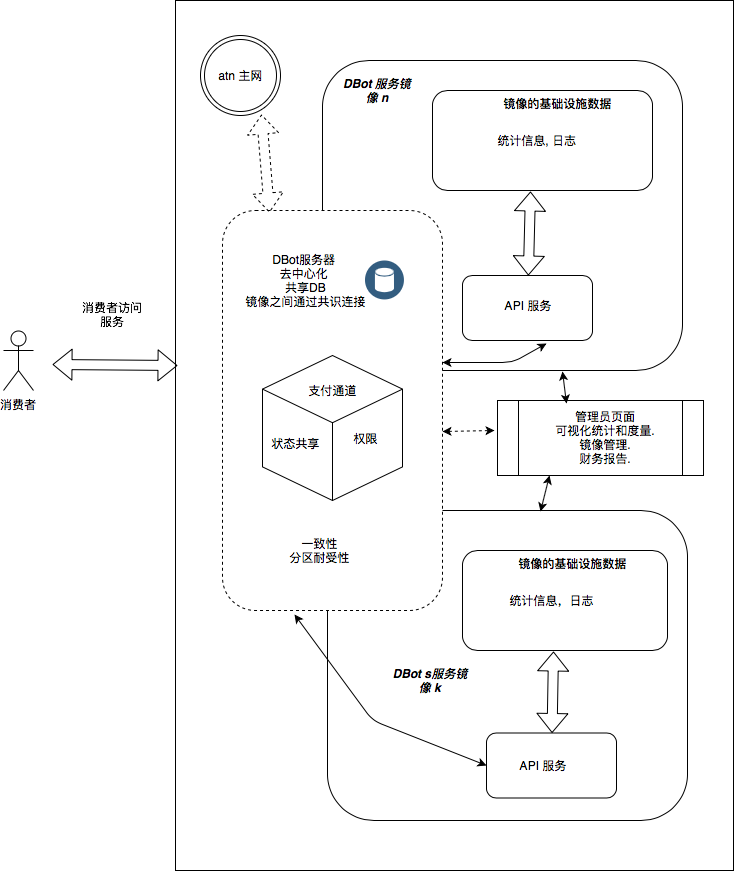 atn 主网
DBot 服务镜
像 n
镜像的基础设施数据
统计信息, 日志
DBot服务器
去中心化
共享DB
镜像之间通过共识连接
API 服务
消费者访问
服务
消费者
支付通道
状态共享
权限
管理员页面
可视化统计和度量.
镜像管理.
财务报告.
一致性
分区耐受性
镜像的基础设施数据
统计信息，日志
DBot s服务镜
像 k
API 服务